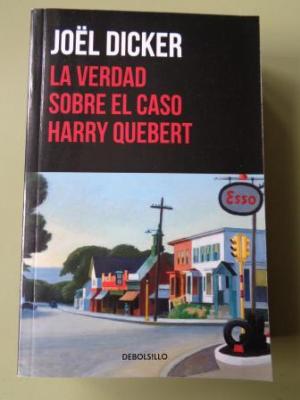 JOËL DICKER
LA VERDAD
SOBRE EL CASO
HARRY QUEBERT
Esso
DEBOLSILLO